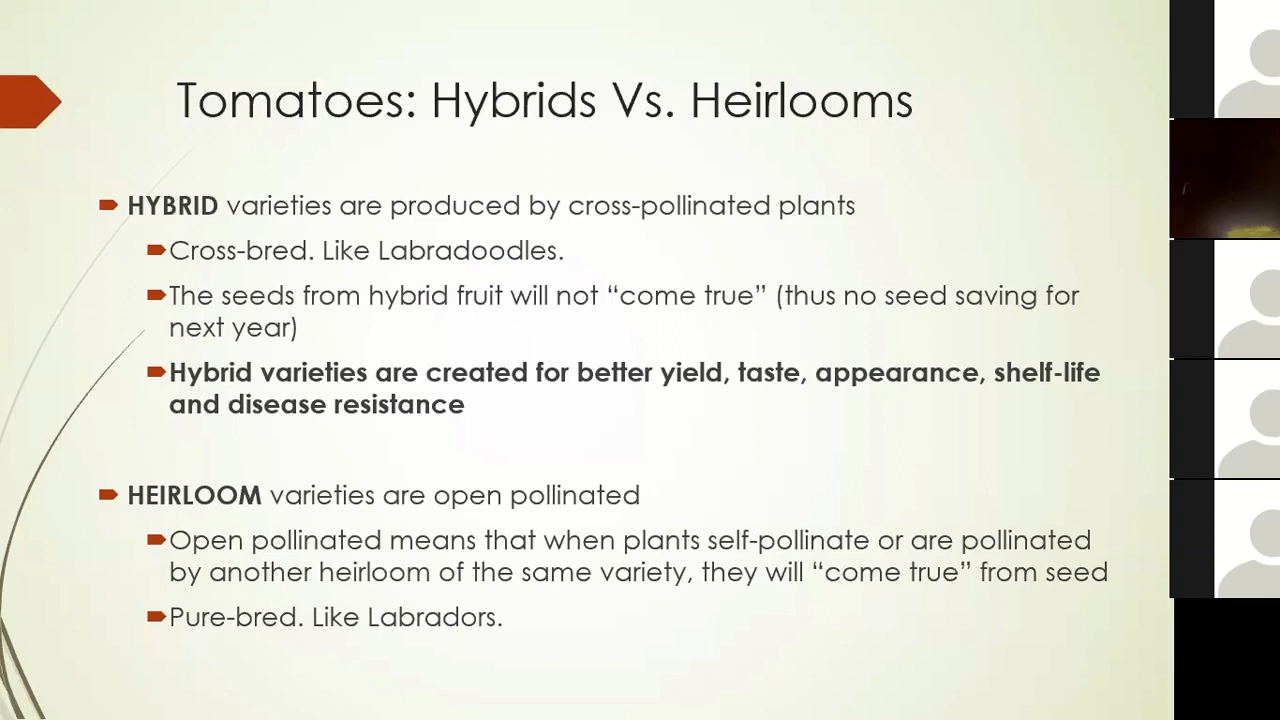 Tomatoes: Hybrids Vs. Heirlooms
HYBRID varieties are produced by cross-pollinated plants
Cross-bred. Like Labradoodles.
The seeds from hybrid fruit will not “come true” (thus no seed saving for
next year)
Hybrid varieties are created for better yield, taste, appearance, shelf-life
and disease resistance
HEIRLOOM varieties are open pollinated
Open pollinated means that when plants self-pollinate or are pollinated
by another heirloom of the same variety, they will “come true” from seed
Pure-bred. Like Labradors.